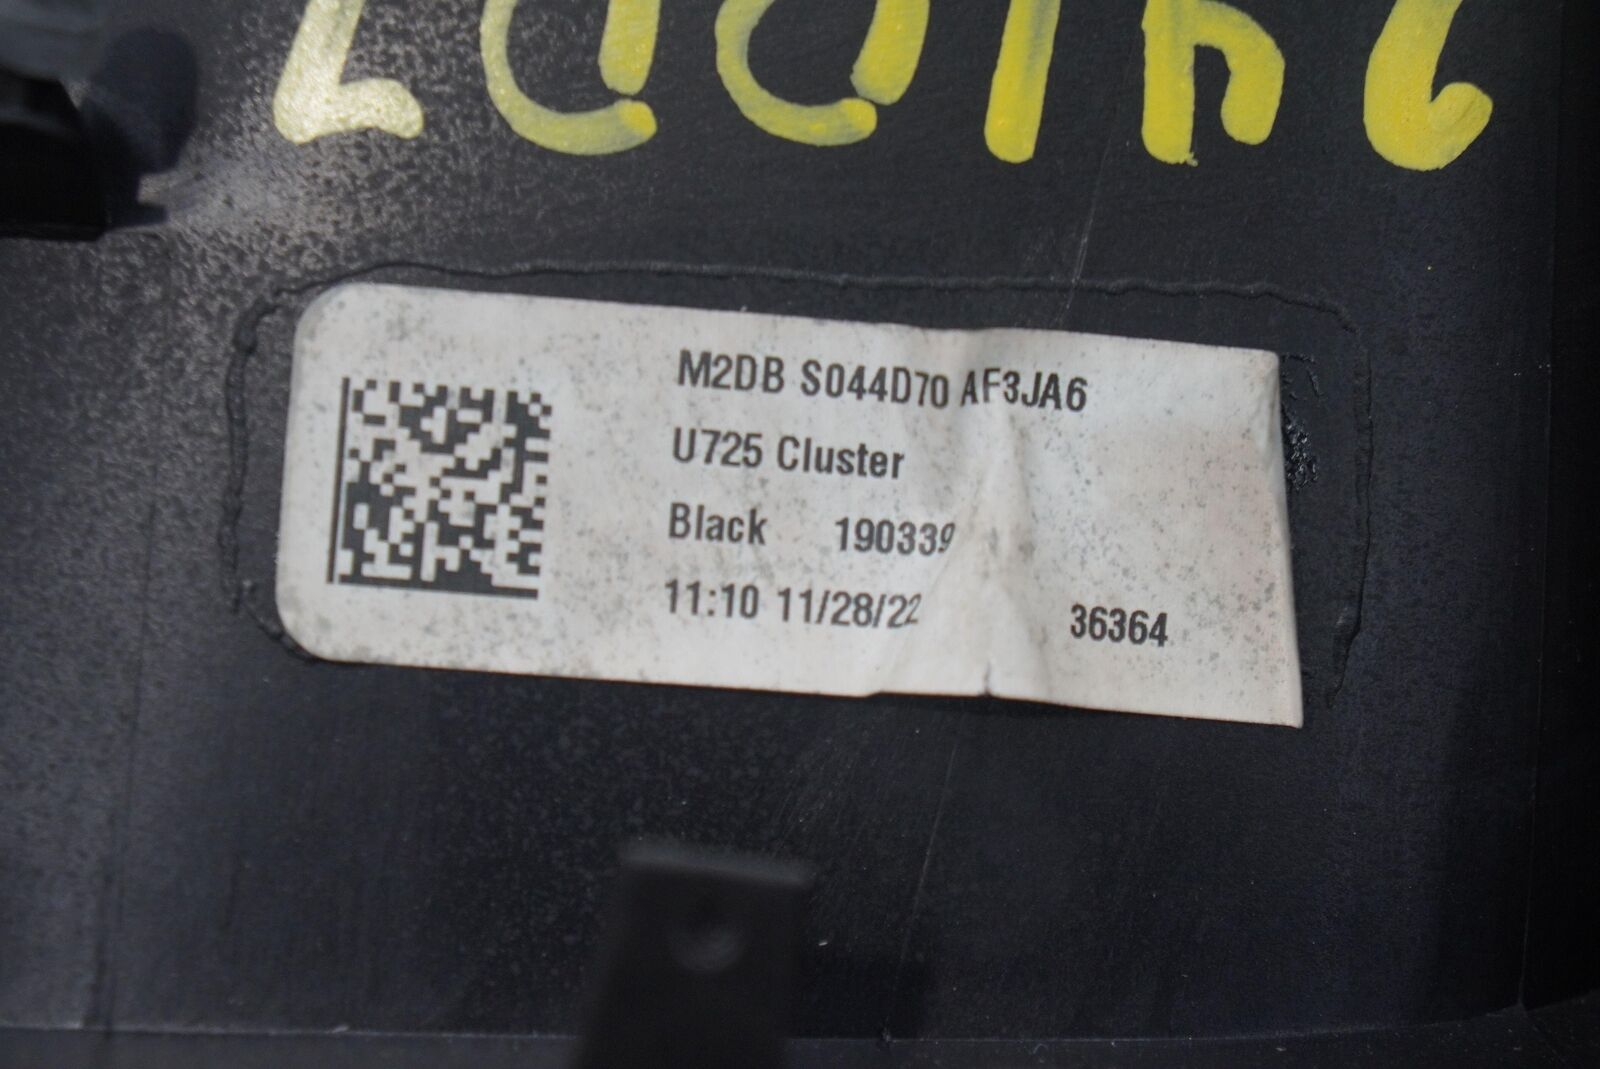 M2DB S044D70 AF3JA6
U725 Cluster
Black 190339
11:10 11/28/22
36364